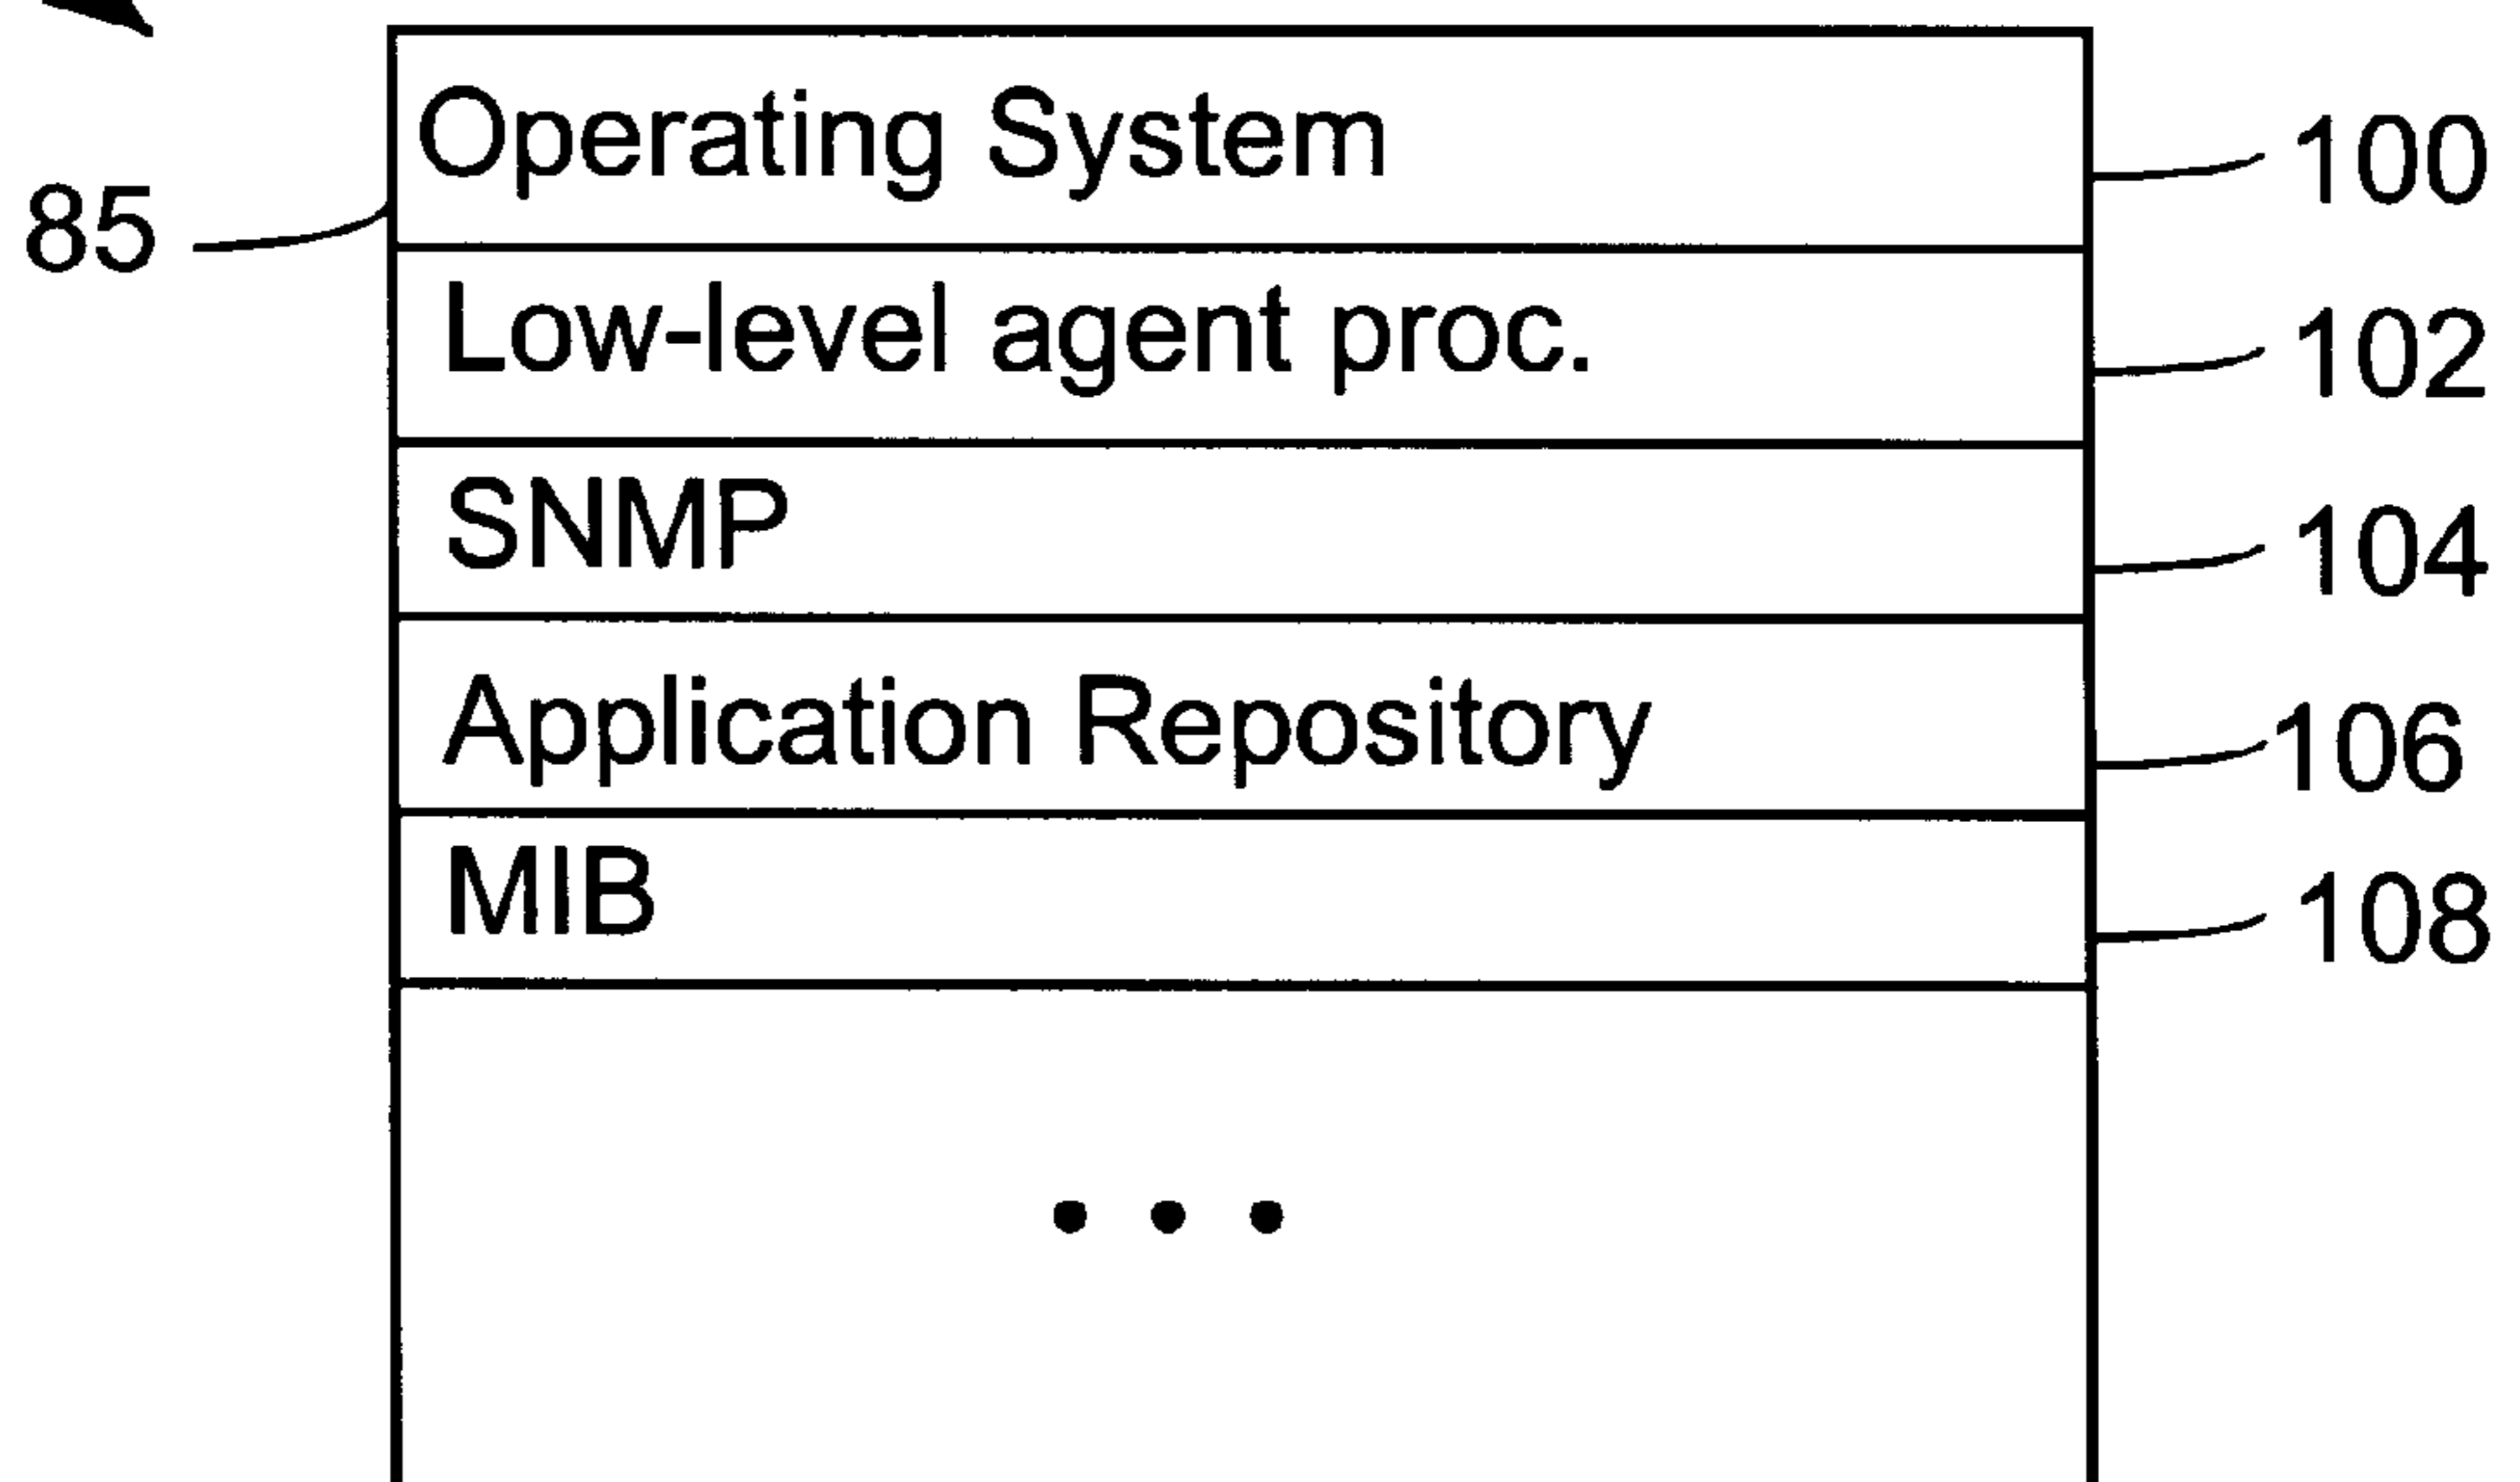 Operating System 100
85
Low-level agent proc. 102
SNMP 104
Application Repository 106
MIB 108
• • •